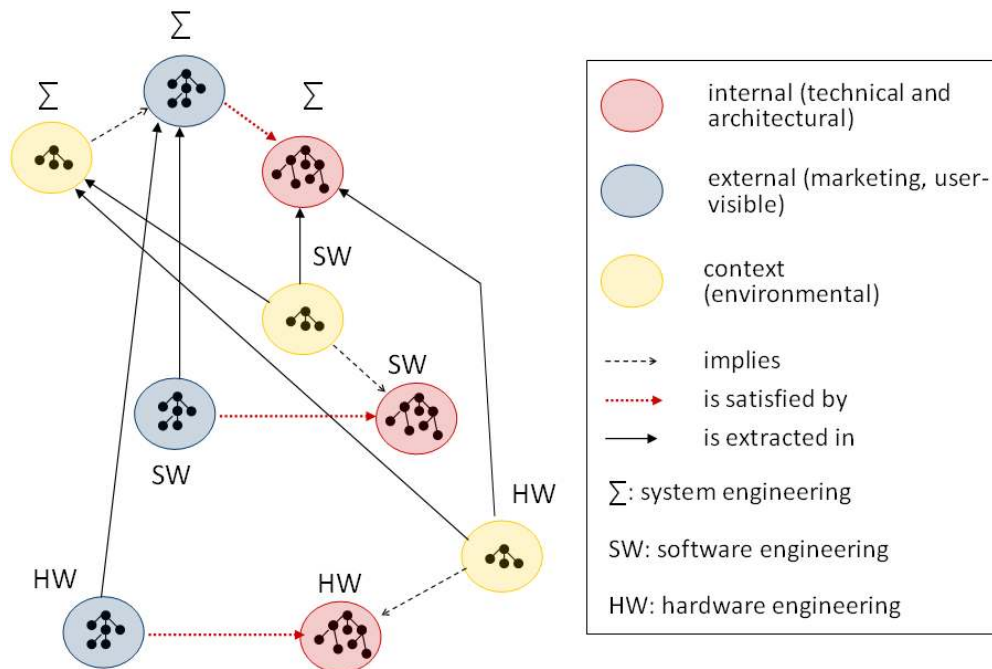 ∑
∑
∑
SW
SW
SW
HW
HW
HW
internal (technical and
architectural)
external (marketing, user-
visible)
context
(environmental)
implies
is satisfied by
is extracted in
∑: system engineering
SW: software engineering
HW: hardware engineering